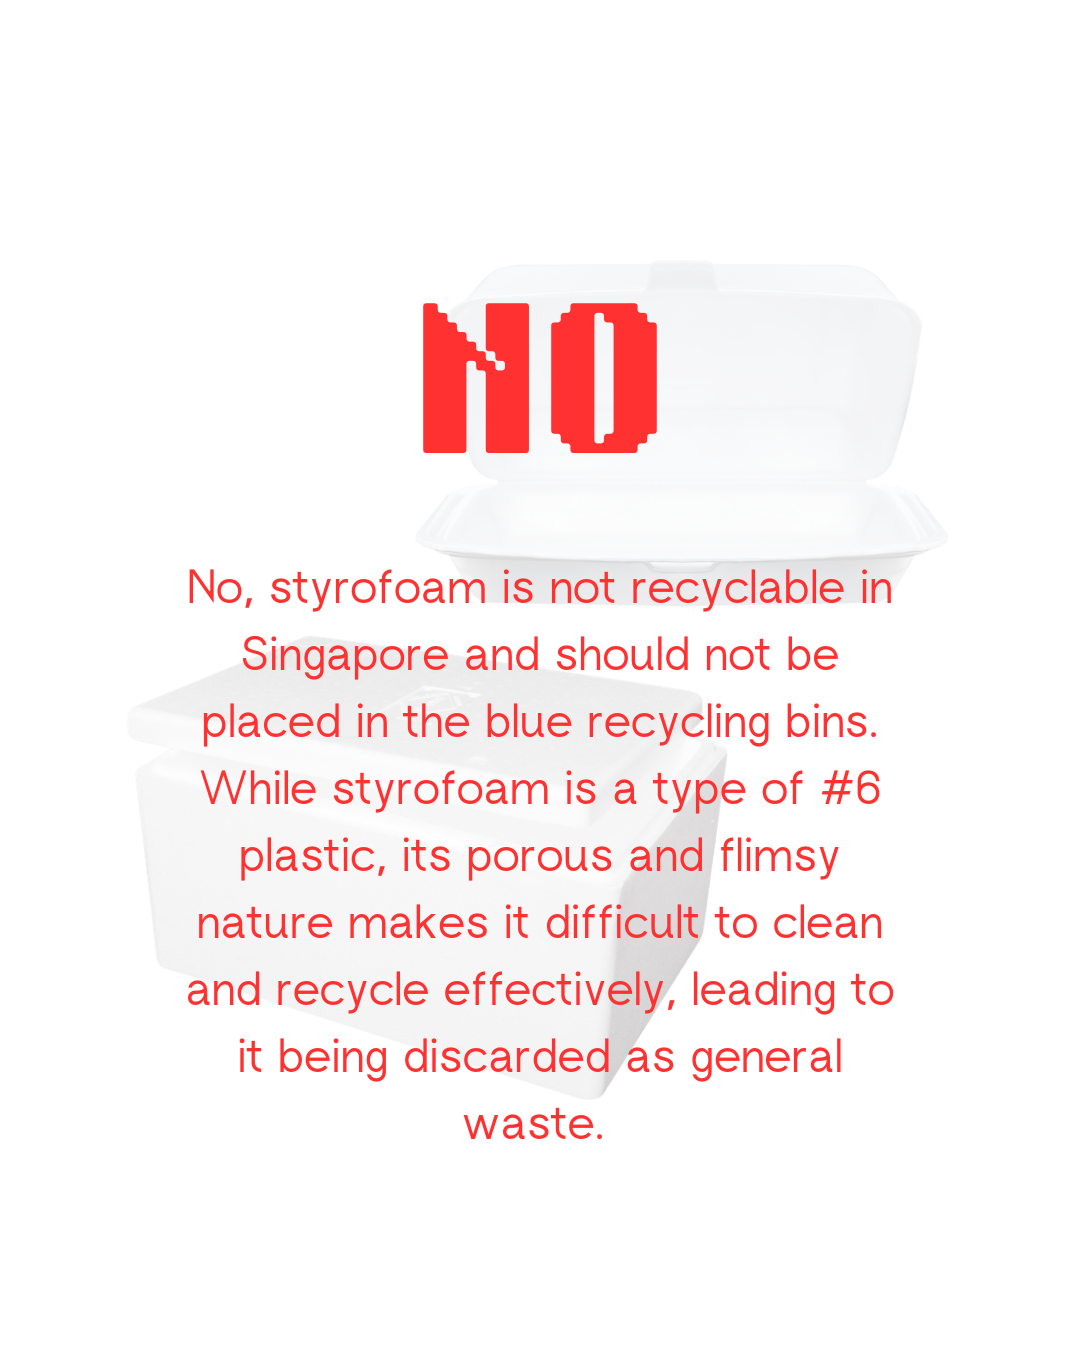 NO
No, styrofoam is not recyclable in
Singapore and should not be
placed in the blue recycling bins.
While styrofoam is a type of #6
plastic, its porous and flimsy
nature makes it difficult to clean
and recycle effectively, leading to
it being discarded as general
waste.